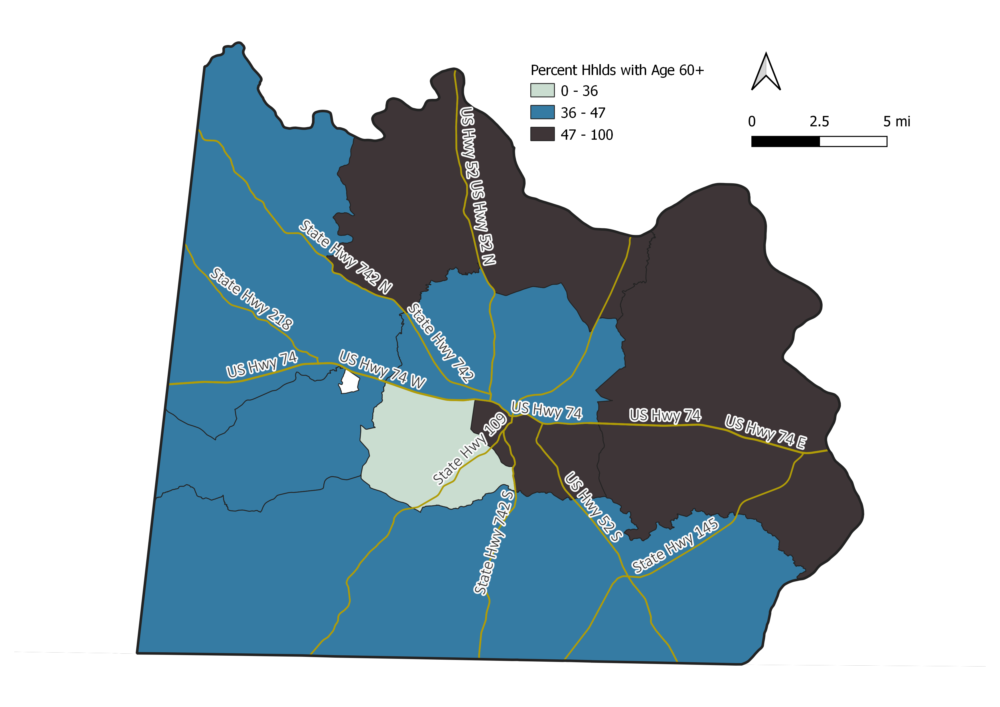 Percent Hhlds with Age 60+
0 - 36
36 - 47
47 - 100
0 2.5 5 mi
US Hwy 52 US Hwy 52 N
State Hwy 742 N
State Hwy 218
State Hwy 742
US Hwy 74
US Hwy 74 W
US Hwy 74
US Hwy 74
US Hwy 74 E
State Hwy 109
US Hwy 52 S
State Hwy 742 S
State Hwy 145